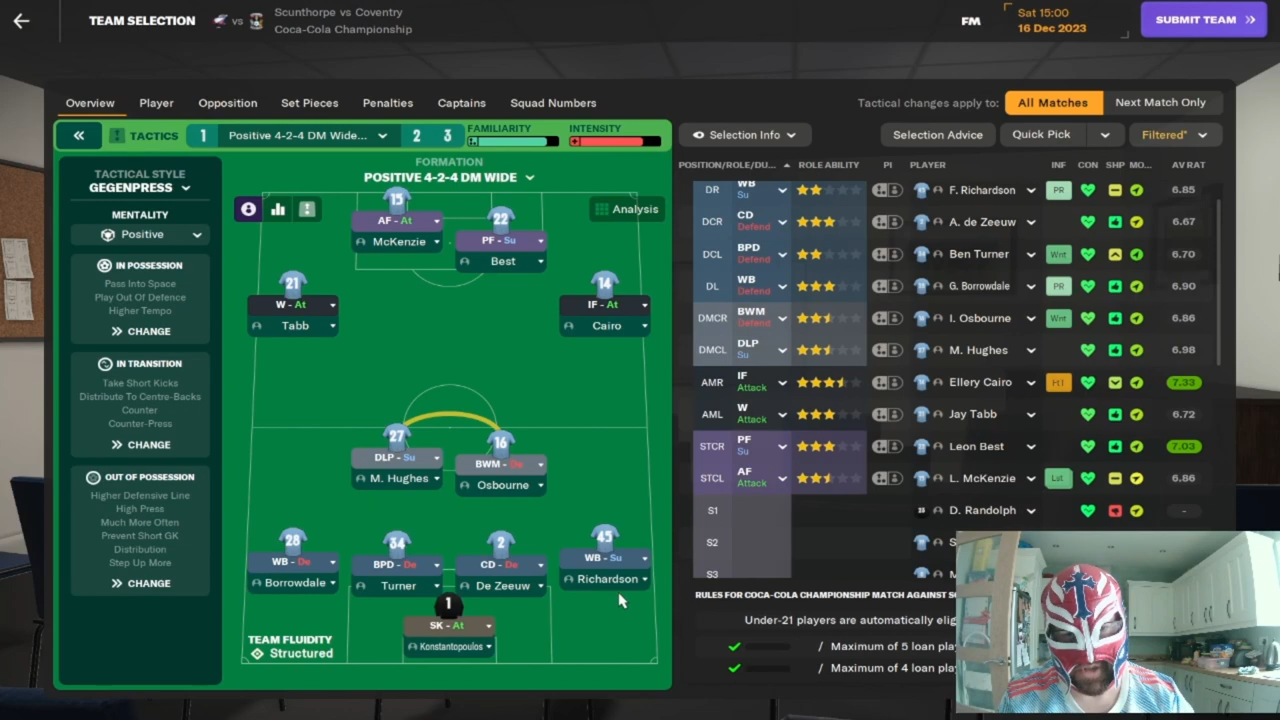 TEAM SELECTION
vs
Scunthorpe vs Coventry
Coca-Cola Championship
FM
Sat 15:00
16 Dec 2023
SUBMIT TEAM
Overview
Player
Opposition
Set Pieces
Penalties
Captains
Squad Numbers
Tactical changes apply to:
All Matches
Next Match Only
TACTICS
1
Positive 4-2-4 DM Wide...
2
3
FAMILIARITY
INTENSITY
Selection Info
Selection Advice
Quick Pick
Filtered*
TACTICAL STYLE
GEGENPRESS
MENTALITY
Positive
IN POSSESSION
Pass Into Space
Play Out Of Defence
Higher Tempo
CHANGE
IN TRANSITION
Take Short Kicks
Distribute To Centre-Backs
Counter
Counter-Press
CHANGE
OUT OF POSSESSION
Higher Defensive Line
High Press
Much More Often
Prevent Short GK
Distribution
Step Up More
CHANGE
FORMATION
POSITIVE 4-2-4 DM WIDE
Analysis
15
AF - At
McKenzie
22
PF - Su
Best
21
W - At
Tabb
14
IF - At
Cairo
27
DLP - Su
M. Hughes
16
BWM - De
Osbourne
28
WB - De
Borrowdale
34
BPD - De
Turner
2
CD - De
De Zeeuw
45
WB - Su
Richardson
1
SK - At
Konstantopoulos
TEAM FLUIDITY
Structured
POSITION/ROLE/DU... ROLE ABILITY PI PLAYER INF CON SHP MO... AV RAT
DR WB Su F. Richardson PR 6.85
DCR CD Defend A. de Zeeuw 6.67
DCL BPD Defend Ben Turner Wnt 6.70
DL WB Defend G. Borrowdale PR 6.90
DMCR BWM Defend I. Osbourne Wnt 6.86
DMCL DLP Su M. Hughes 6.98
AMR IF Attack Ellery Cairo 7.33
AML W Attack Jay Tabb 6.72
STCR PF Su Leon Best 7.03
STCL AF Attack L. McKenzie Lut 6.86
S1 D. Randolph -
S2
S3
RULES FOR COCA-COLA CHAMPIONSHIP MATCH AGAINST
Under-21 players are automatically
/ Maximum of 5 loan
/ Maximum of 4 loan